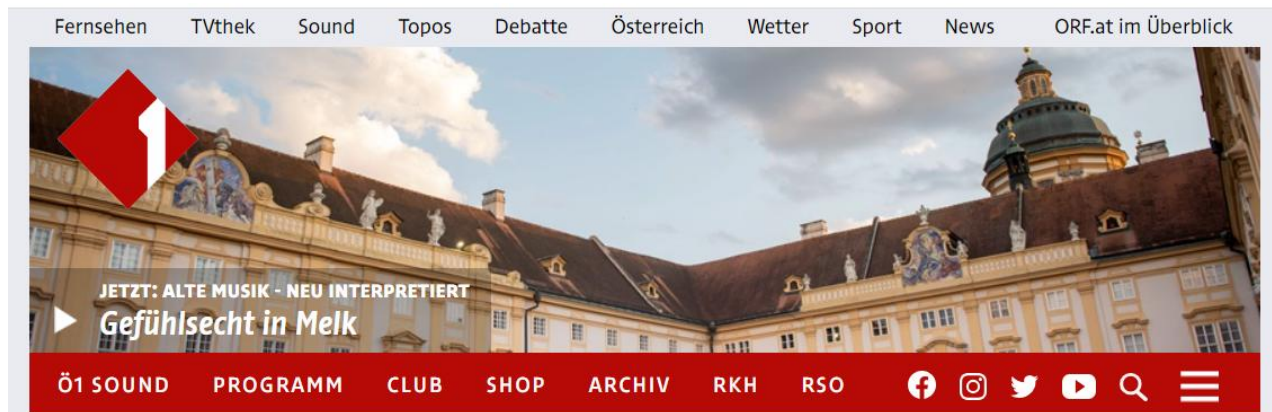 Fernsehen TVthek Sound Topos Debatte Österreich Wetter Sport News ORF.at im Überblick
1
JETZT: ALTE MUSIK - NEU INTERPRETIERT
Gefühlsecht in Melk
Ö1 SOUND PROGRAMM CLUB SHOP ARCHIV RKH RSO